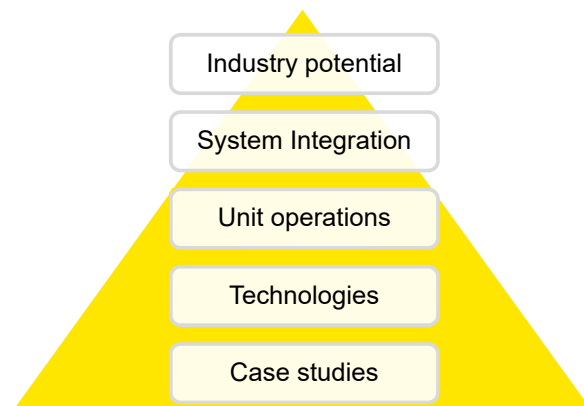 Industry potential
System Integration
Unit operations
Technologies
Case studies